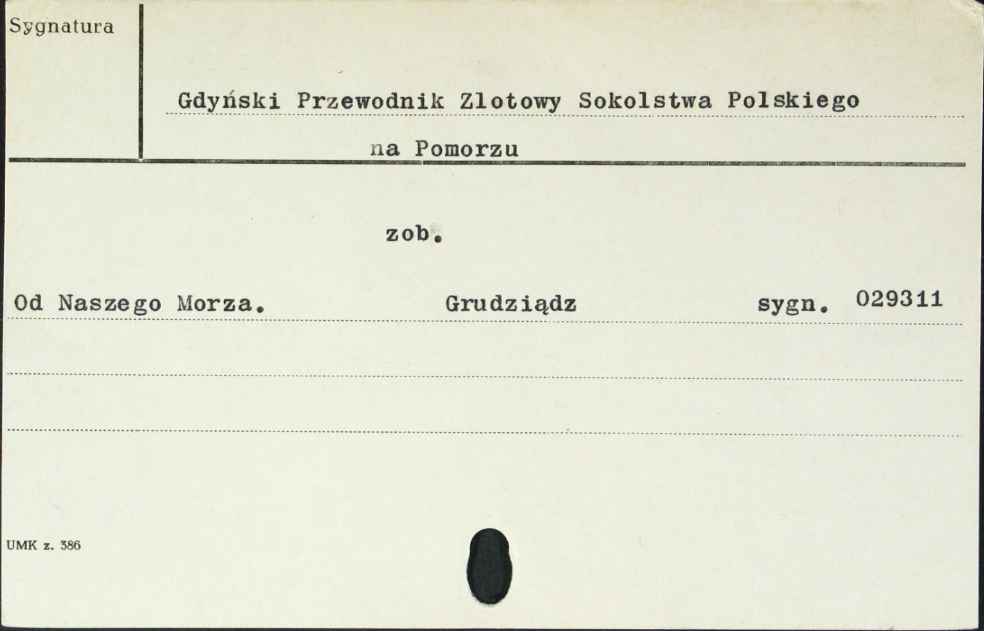 Sygnatura
Gdyński Przewodnik Zlotowy Sokolstwa Polskiego
na Pomorzu
zob.
Od Naszego Morza. Grudziądz sygn. 029311
UMK z. 386